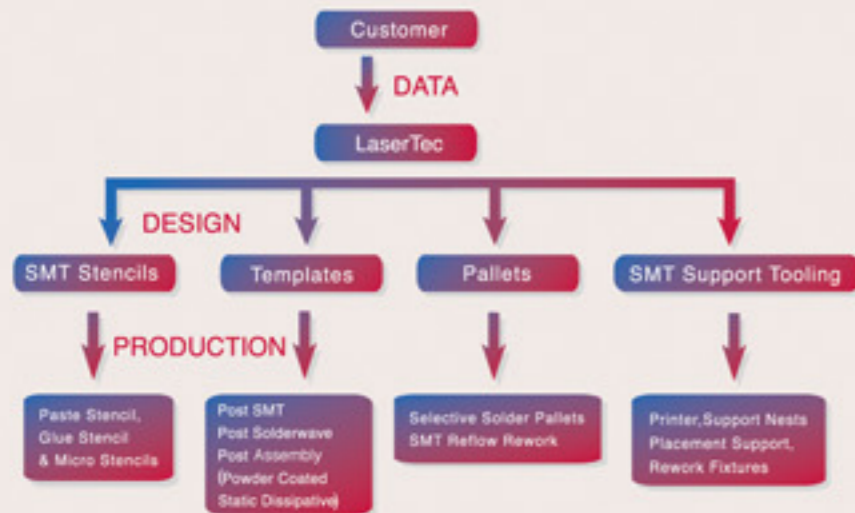 Customer
DATA
LaserTec
DESIGN
SMT Stencils
Templates
Pallets
SMT Support Tooling
PRODUCTION
Paste Stencil,
Glue Stencil
& Micro Stencils
Post SMT
Post Solderwave
Post Assembly
(Powder Coated
Static Dissipative)
Selective Solder Pallets
SMT Reflow Rework
Printer,Support Nests
Placement Support,
Rework Fixtures